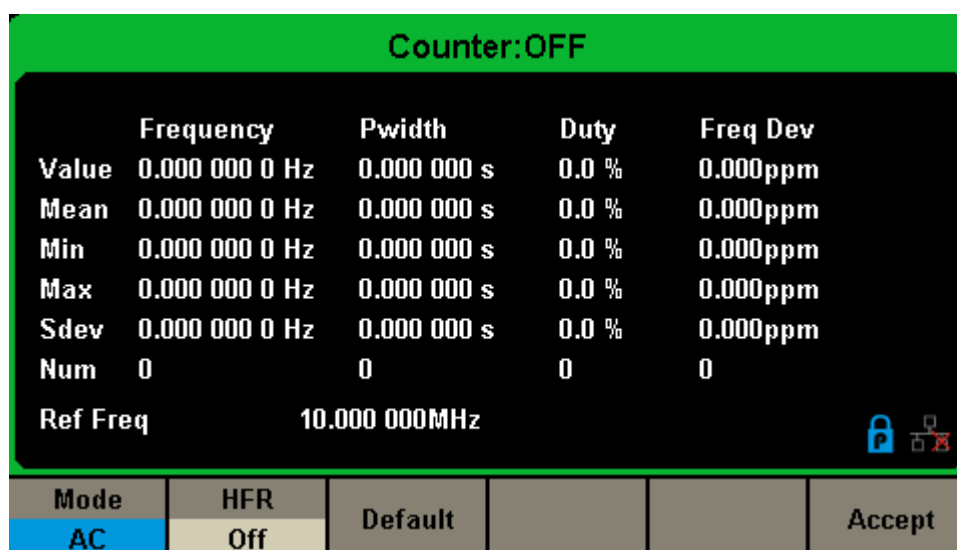 Counter:OFF
Frequency Pwidth Duty Freq Dev
Value 0.000 000 0 Hz 0.000 000 s 0.0 % 0.000ppm
Mean 0.000 000 0 Hz 0.000 000 s 0.0 % 0.000ppm
Min 0.000 000 0 Hz 0.000 000 s 0.0 % 0.000ppm
Max 0.000 000 0 Hz 0.000 000 s 0.0 % 0.000ppm
Sdev 0.000 000 0 Hz 0.000 000 s 0.0 % 0.000ppm
Num 0 0 0 0
Ref Freq 10.000 000MHz
P
Mode HFR Default Accept
AC Off